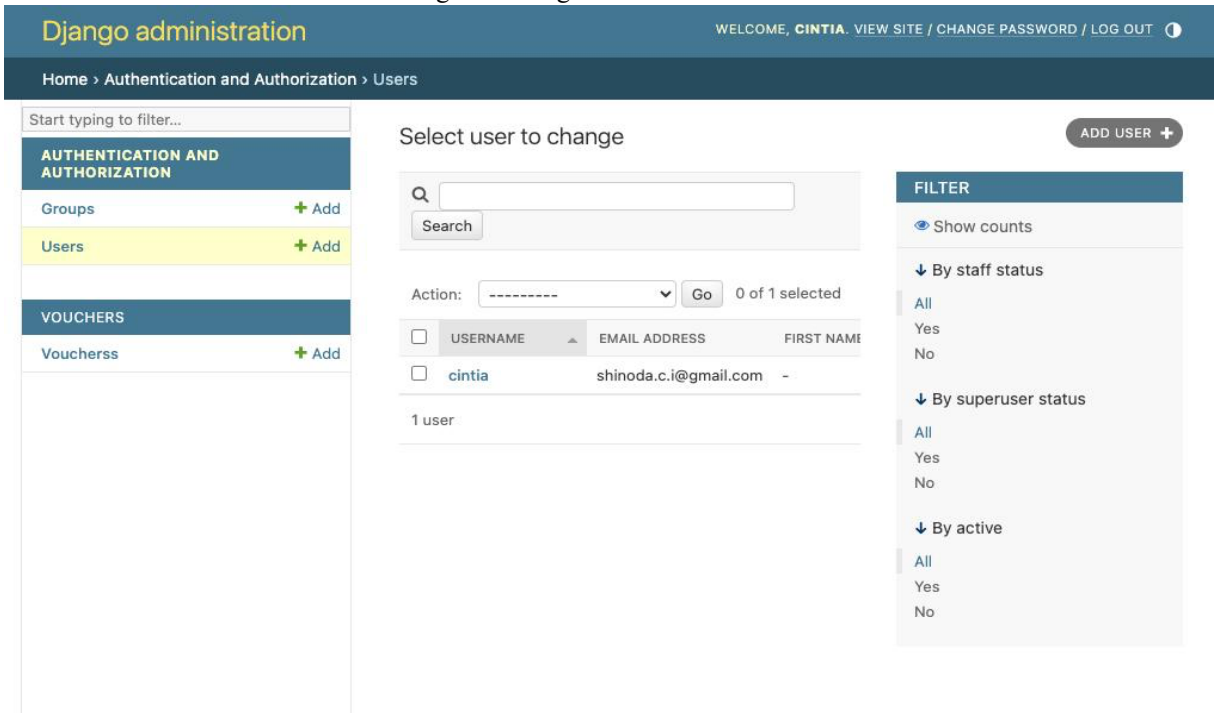 Django administration
WELCOME, CINTIA. VIEW SITE / CHANGE PASSWORD / LOG OUT
Home › Authentication and Authorization › Users
Start typing to filter...
AUTHENTICATION AND
AUTHORIZATION
Groups + Add
Users + Add
VOUCHERS
Voucherss + Add
Select user to change
ADD USER +
Search
Action: --------- Go 0 of 1 selected
USERNAME EMAIL ADDRESS FIRST NAME
cintia shinoda.c.i@gmail.com -
1 user
FILTER
Show counts
↓ By staff status
All
Yes
No
↓ By superuser status
All
Yes
No
↓ By active
All
Yes
No